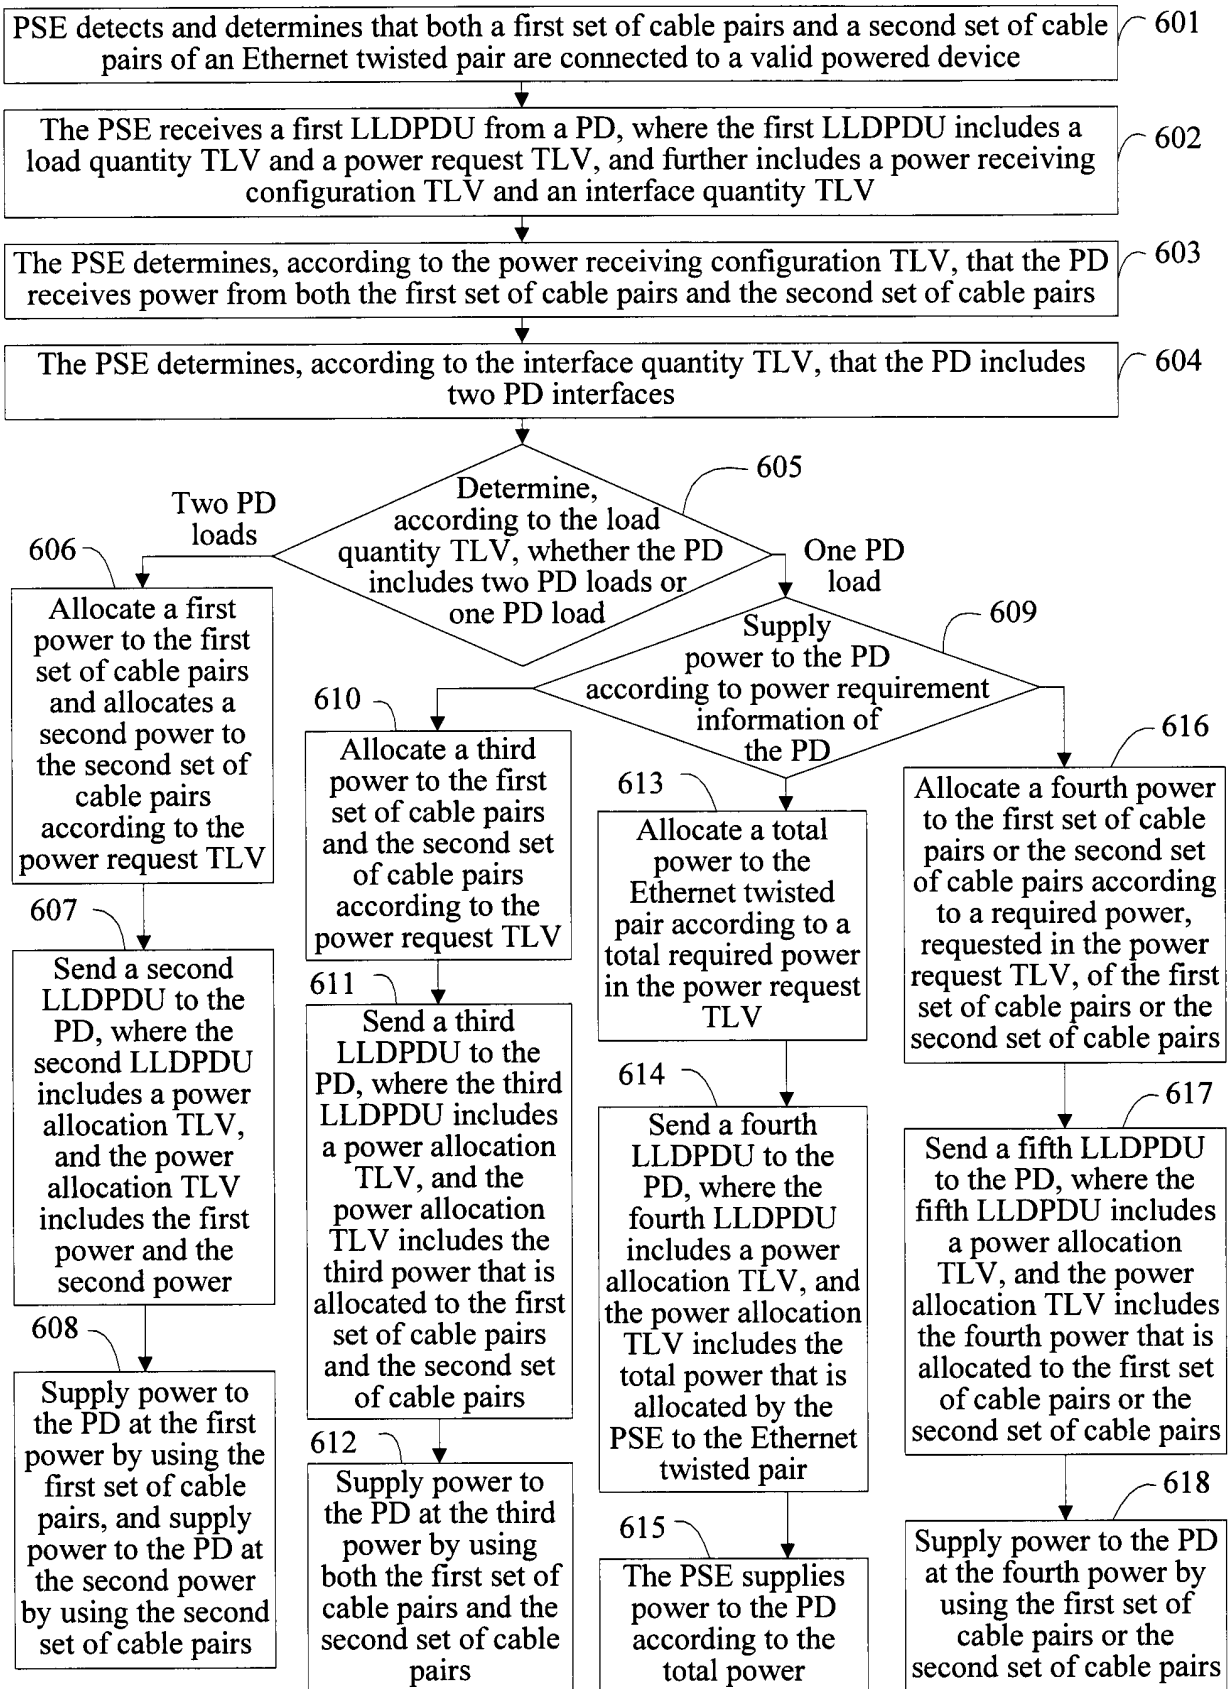 PSE detects and determines that both a first set of cable pairs and a second set of cable
pairs of an Ethernet twisted pair are connected to a valid powered device
601
The PSE receives a first LLDPDU from a PD, where the first LLDPDU includes a
load quantity TLV and a power request TLV, and further includes a power receiving
configuration TLV and an interface quantity TLV
602
The PSE determines, according to the power receiving configuration TLV, that the PD
receives power from both the first set of cable pairs and the second set of cable pairs
603
The PSE determines, according to the interface quantity TLV, that the PD includes
two PD interfaces
604
605
Determine,
according to the load
quantity TLV, whether the PD
includes two PD loads or
one PD load
Two PD
loads
One PD
load
606
Allocate a first
power to the first
set of cable pairs
and allocates a
second power to
the second set of
cable pairs
according to the
power request TLV
607
Send a second
LLDPDU to the
PD, where the
second LLDPDU
includes a power
allocation TLV,
and the power
allocation TLV
includes the first
power and the
second power
608
Supply power to
the PD at the first
power by using the
first set of cable
pairs, and supply
power to the PD at
the second power
by using the second
set of cable pairs
609
Supply
power to the PD
according to power requirement
information of
the PD
610
Allocate a third
power to the first
set of cable pairs
and the second set
of cable pairs
according to the
power request TLV
611
Send a third
LLDPDU to the
PD, where the third
LLDPDU includes
a power allocation
TLV, and the
power allocation
TLV includes the
third power that is
allocated to the first
set of cable pairs
and the second set
of cable pairs
612
Supply power to
the PD at the third
power by using
both the first set of
cable pairs and the
second set of cable
pairs
613
Allocate a total
power to the
Ethernet twisted
pair according to a
total required power
in the power request
TLV
614
Send a fourth
LLDPDU to the
PD, where the
fourth LLDPDU
includes a power
allocation TLV, and
the power allocation
TLV includes the
total power that is
allocated by the
PSE to the Ethernet
twisted pair
615
The PSE supplies
power to the PD
according to the
total power
616
Allocate a fourth power
to the first set of cable
pairs or the second set
of cable pairs according
to a required power,
requested in the power
request TLV, of the first
set of cable pairs or the
second set of cable pairs
617
Send a fifth LLDPDU
to the PD, where the
fifth LLDPDU includes
a power allocation
TLV, and the power
allocation TLV includes
the fourth power that is
allocated to the first set
of cable pairs or the
second set of cable pairs
618
Supply power to the PD
at the fourth power by
using the first set of
cable pairs or the
second set of cable pairs